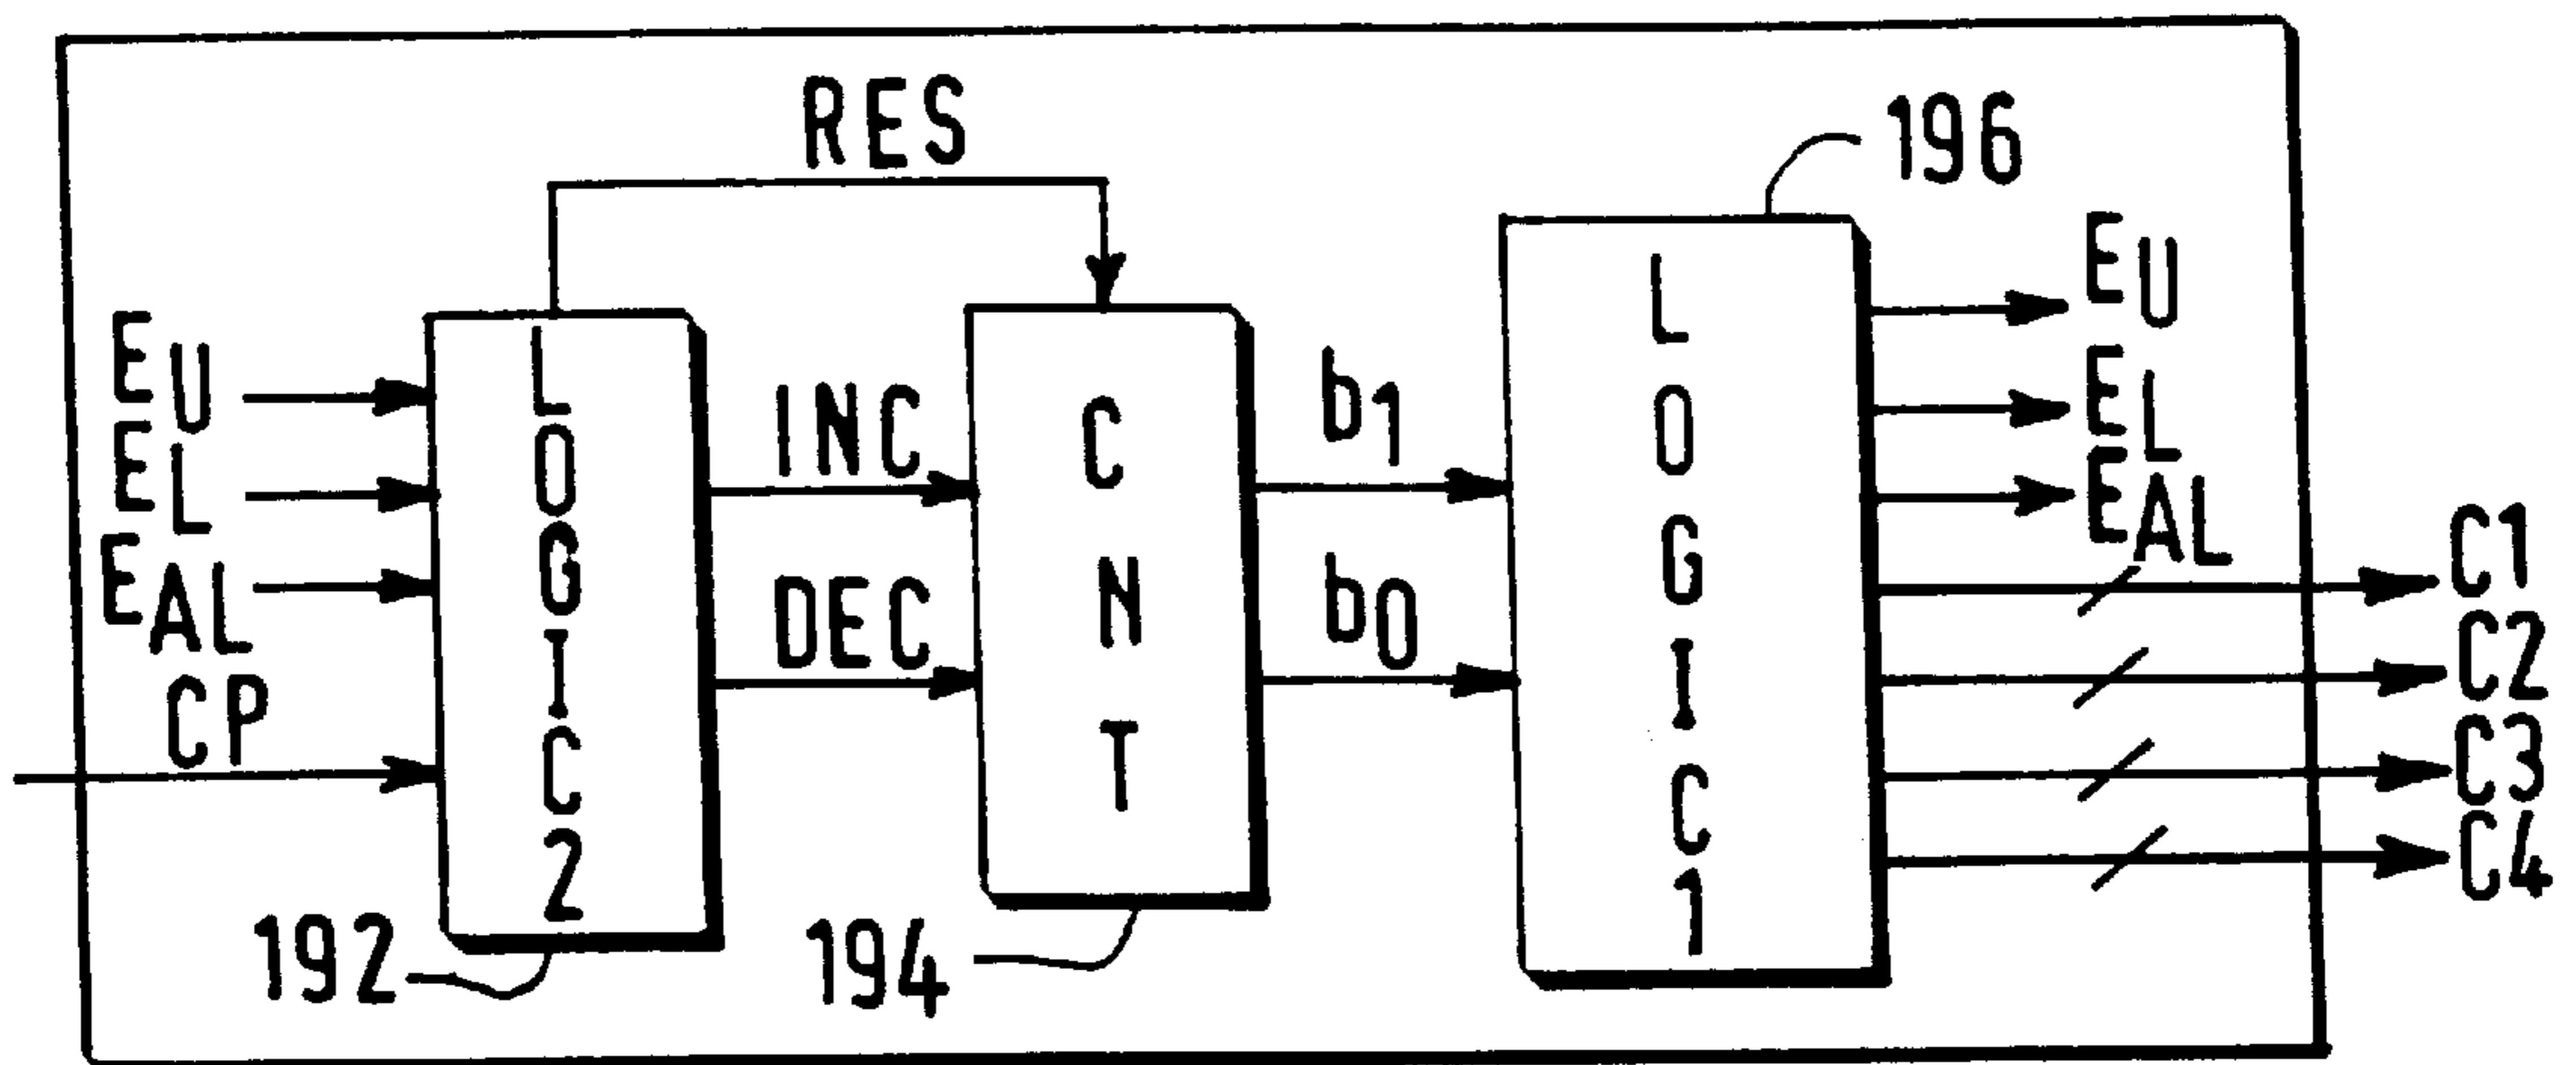 RES
196
EU
EL
EAL
CP
LOGIC2
INC
DEC
CNT
b1
b0
LOGIC1
EU
EL
EAL
C1
C2
C3
C4
192
194